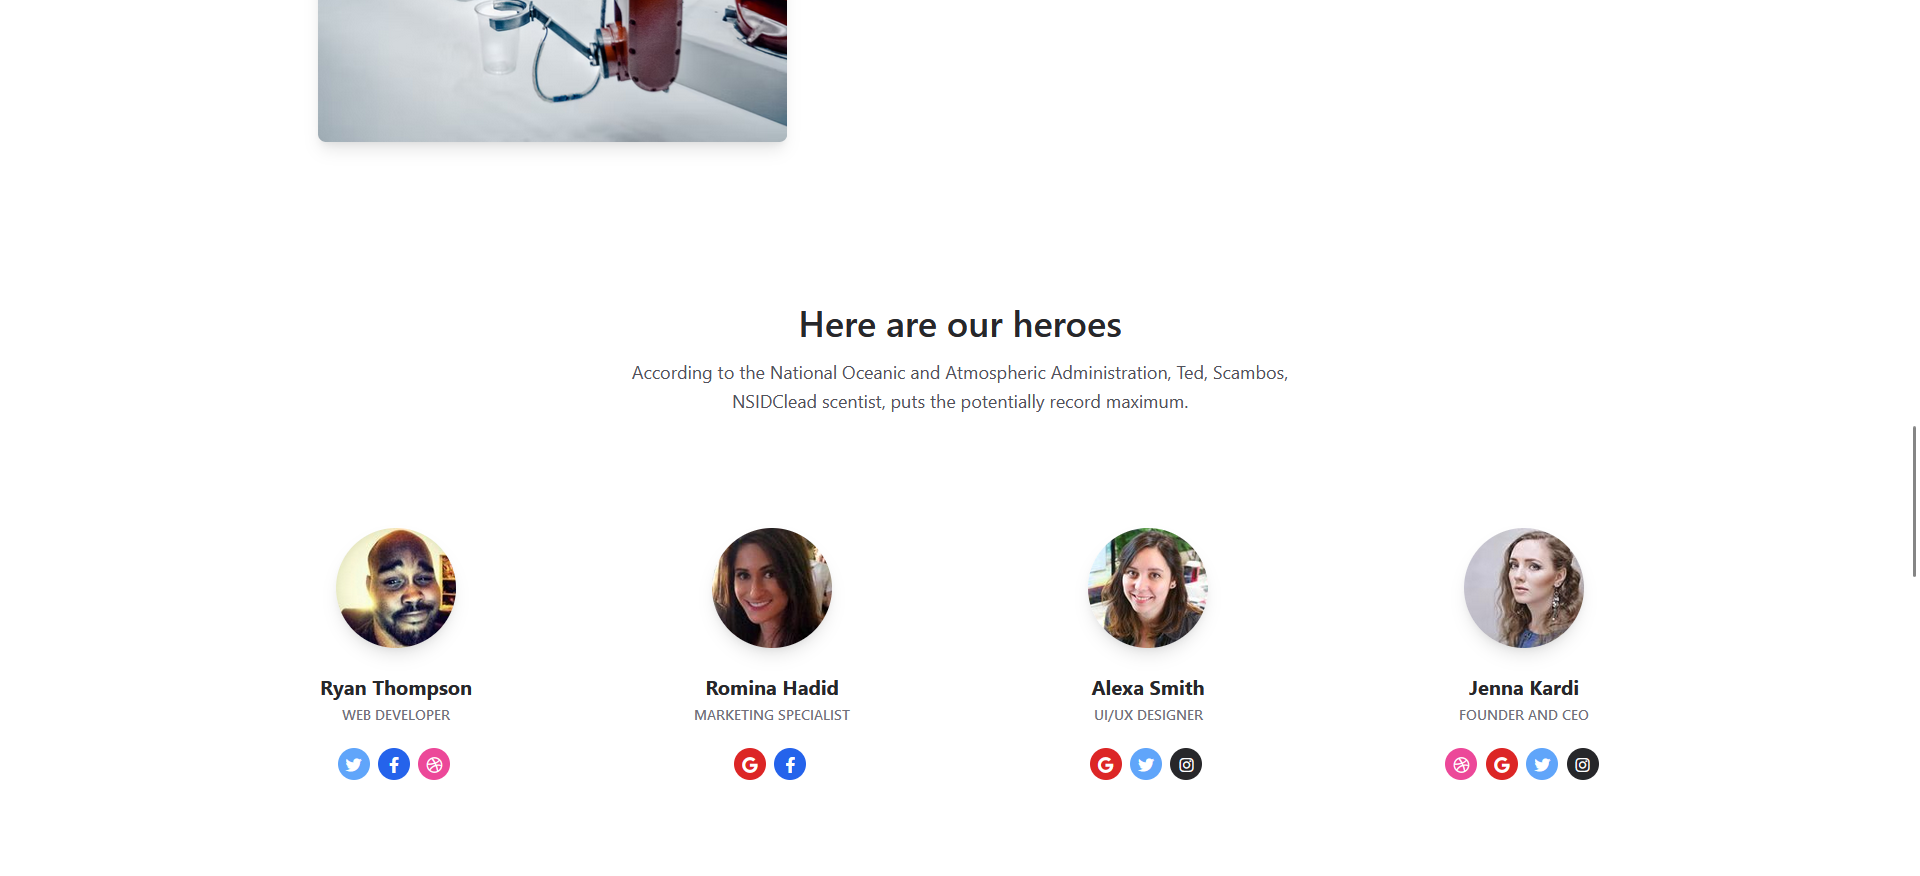 Here are our heroes
According to the National Oceanic and Atmospheric Administration, Ted, Scambos,
NSIDClead scentist, puts the potentially record maximum.
Ryan Thompson
WEB DEVELOPER
Romina Hadid
MARKETING SPECIALIST
Alexa Smith
UI/UX DESIGNER
Jenna Kardi
FOUNDER AND CEO